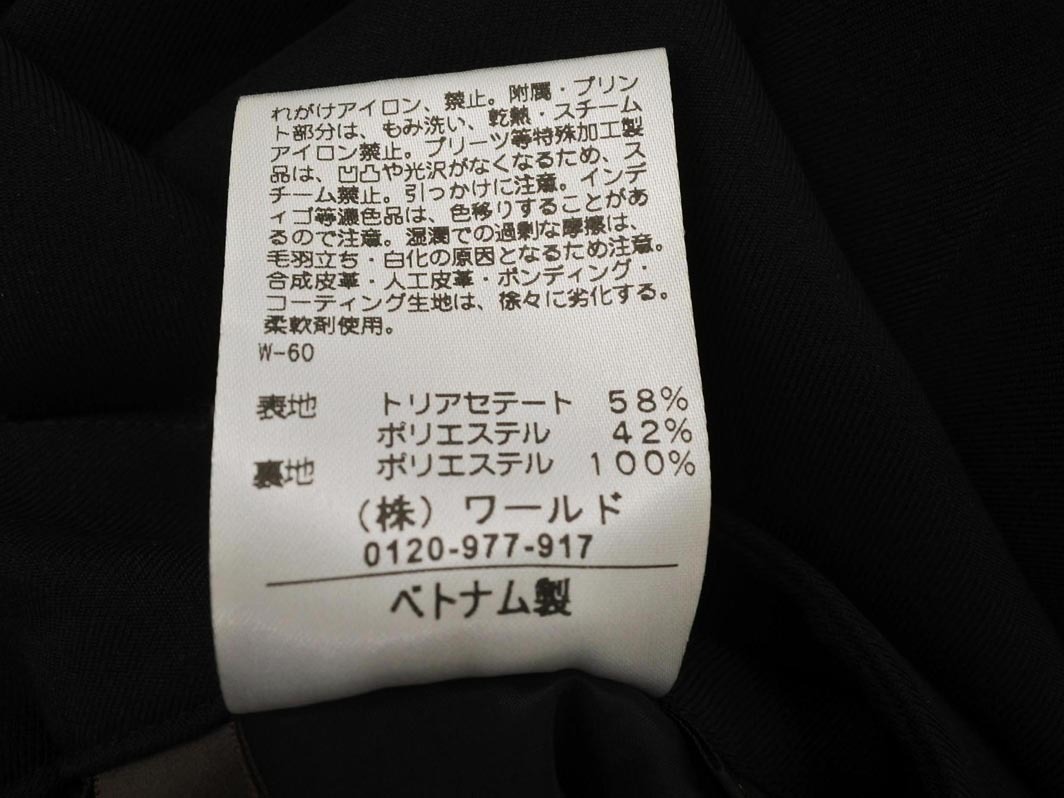 れがけアイロン、禁止。附属・プリン
ト部分は、もみ洗い、乾熱・スチーム
アイロン禁止。プリーツ等特殊加工製
品は、凹凸や光沢がなくなるため、ス
チーム禁止。引っかけに注意。インデ
ィゴ等濃色品は、色移りすることがあ
るので注意。湿潤での過剰な摩擦は、
毛羽立ち・白化の原因となるため注意。
合成皮革・人工皮革・ボンディング・
コーティング生地は、徐々に劣化する。
柔軟剤使用。
W-60
表地 トリアセテート 58%
ポリエステル 42%
裏地 ポリエステル 100%
(株) ワールド
0120-977-917
ベトナム製